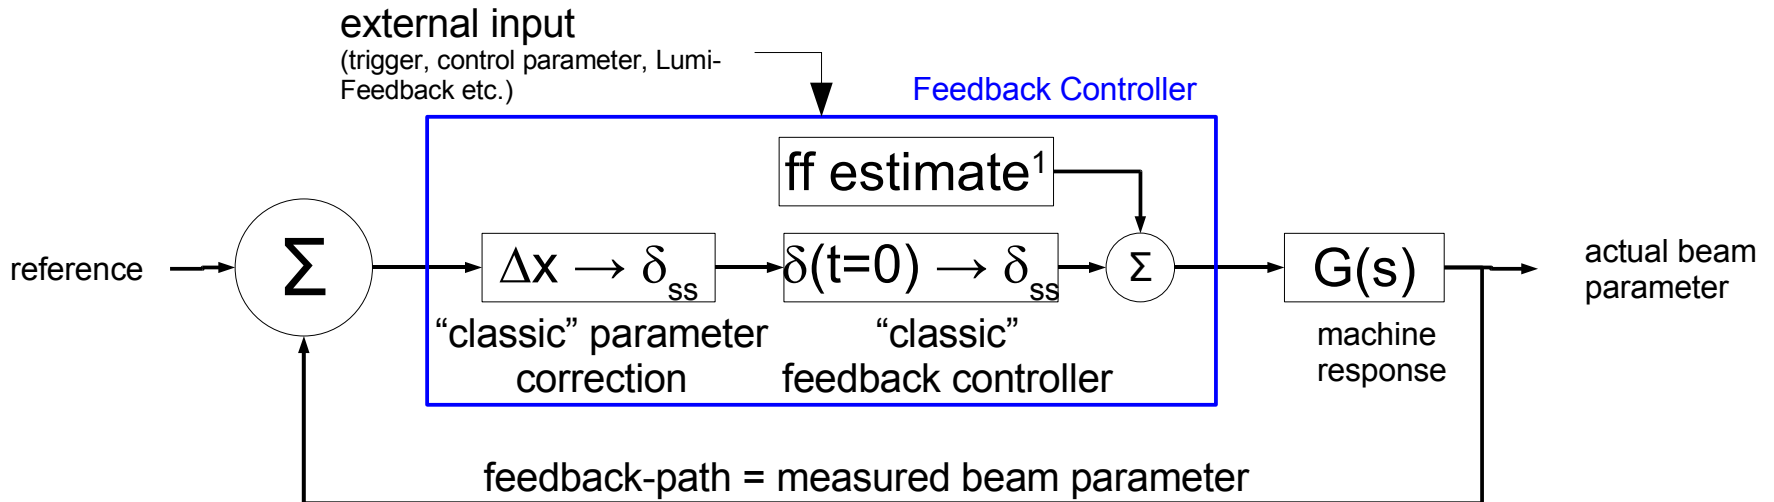 external input
(trigger, control parameter, Lumi-
Feedback etc.)
Feedback Controller
ff estimate¹
reference
Σ
Δx → δss
δ(t=0) → δss
Σ
G(s)
actual beam
parameter
“classic” parameter
correction
“classic”
feedback controller
machine
response
feedback-path = measured beam parameter